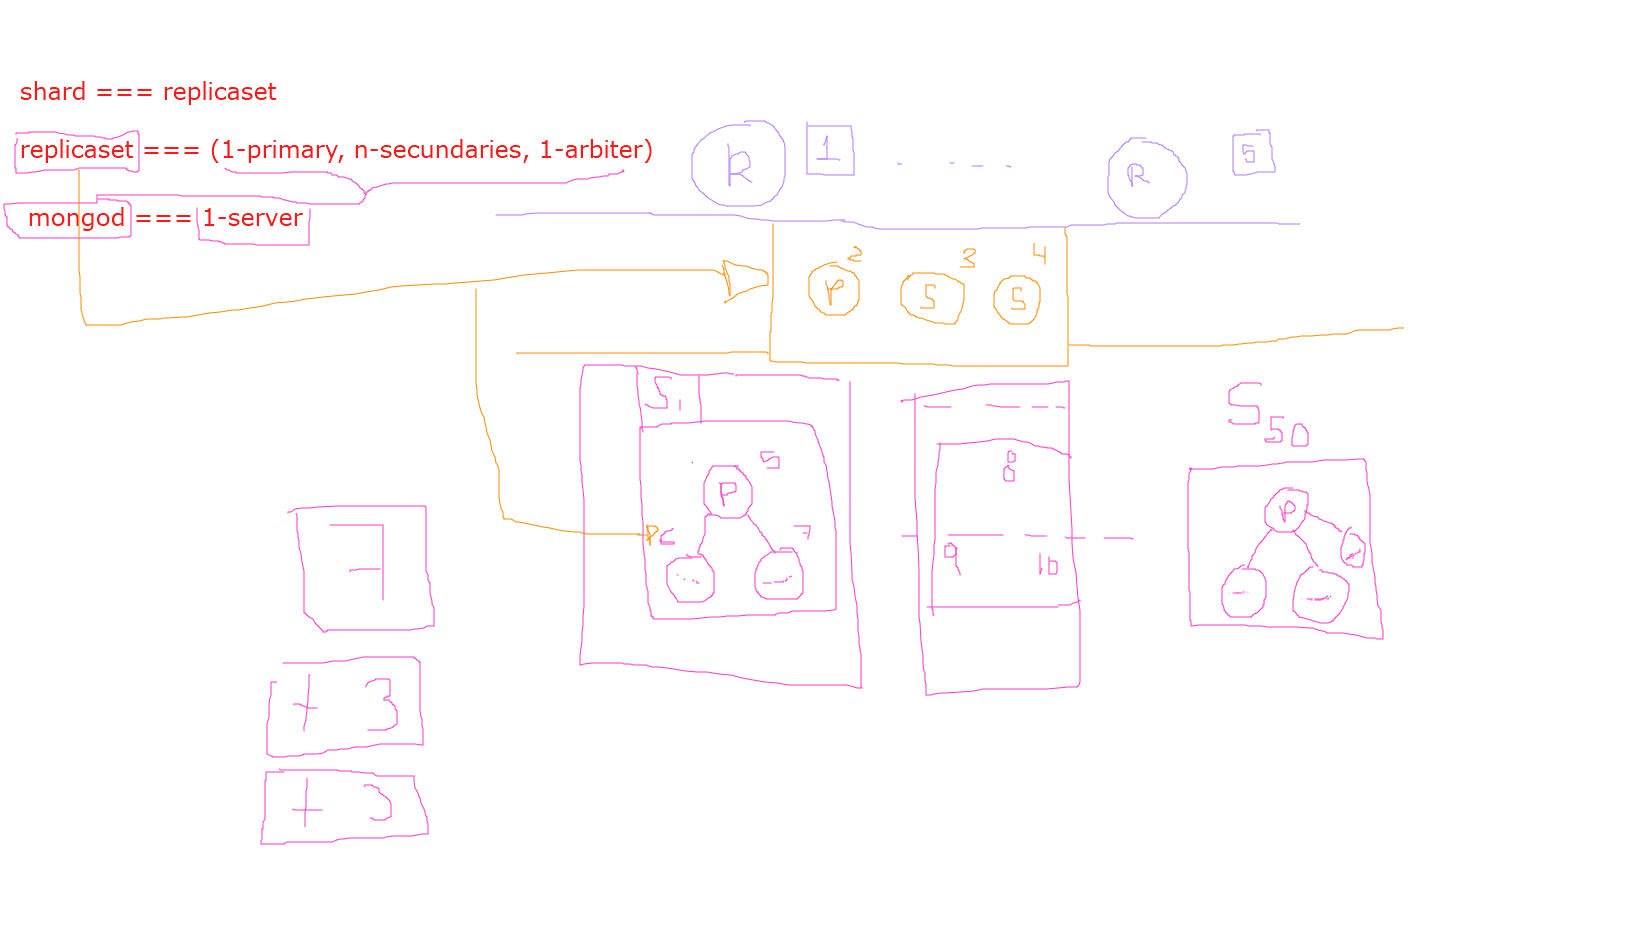 shard === replicaset
replicaset === (1-primary, n-secundaries, 1-arbiter)
mongod === 1-server
R 1 R 5
2 3 4
P S S
S1
S50
5 8
P P
6 7 9 10
7
+ 3
+ 3